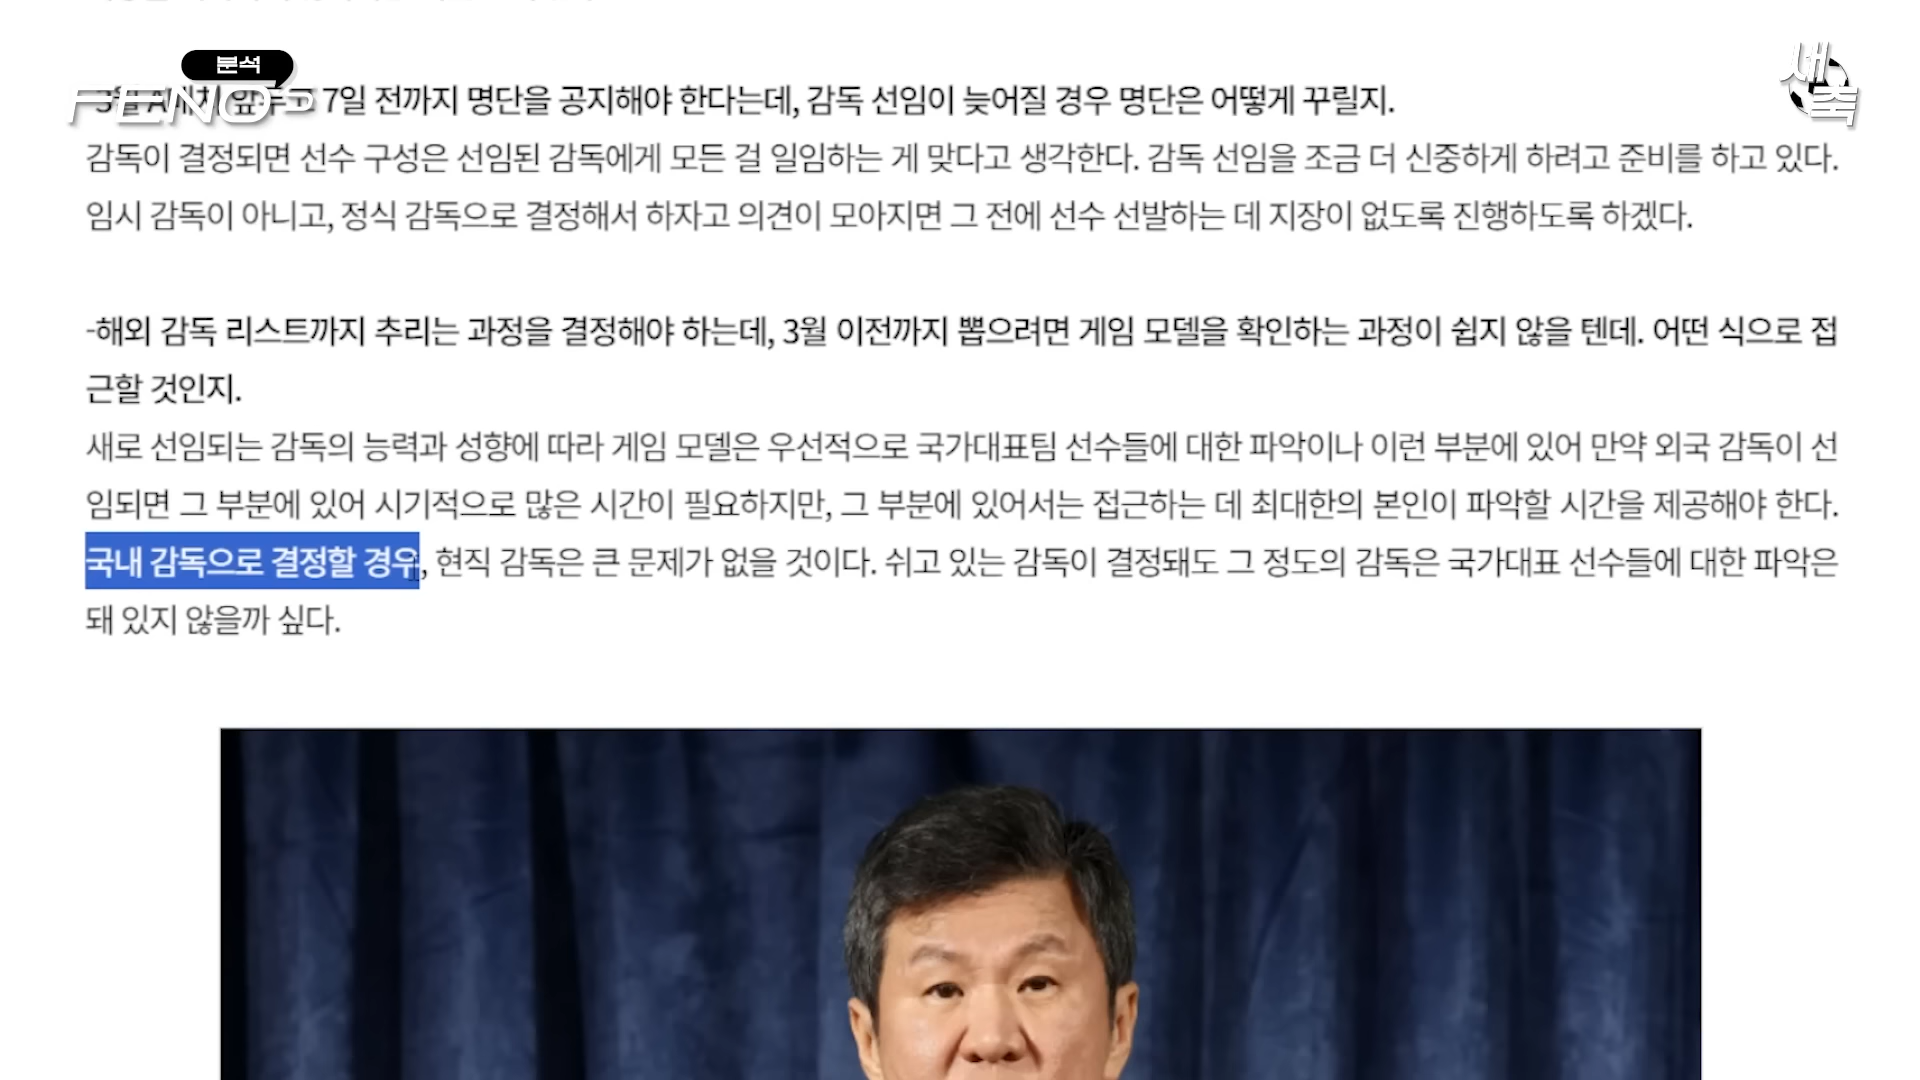 분석
FENO
새축
3월 A매치 앞두고 7일 전까지 명단을 공지해야 한다는데, 감독 선임이 늦어질 경우 명단은 어떻게 꾸릴지.
감독이 결정되면 선수 구성은 선임된 감독에게 모든 걸 일임하는 게 맞다고 생각한다. 감독 선임을 조금 더 신중하게 하려고 준비를 하고 있다.
임시 감독이 아니고, 정식 감독으로 결정해서 하자고 의견이 모아지면 그 전에 선수 선발하는 데 지장이 없도록 진행하도록 하겠다.
-해외 감독 리스트까지 추리는 과정을 결정해야 하는데, 3월 이전까지 뽑으려면 게임 모델을 확인하는 과정이 쉽지 않을 텐데. 어떤 식으로 접
근할 것인지.
새로 선임되는 감독의 능력과 성향에 따라 게임 모델은 우선적으로 국가대표팀 선수들에 대한 파악이나 이런 부분에 있어 만약 외국 감독이 선
임되면 그 부분에 있어 시기적으로 많은 시간이 필요하지만, 그 부분에 있어서는 접근하는 데 최대한의 본인이 파악할 시간을 제공해야 한다.
국내 감독으로 결정할 경우, 현직 감독은 큰 문제가 없을 것이다. 쉬고 있는 감독이 결정돼도 그 정도의 감독은 국가대표 선수들에 대한 파악은
돼 있지 않을까 싶다.